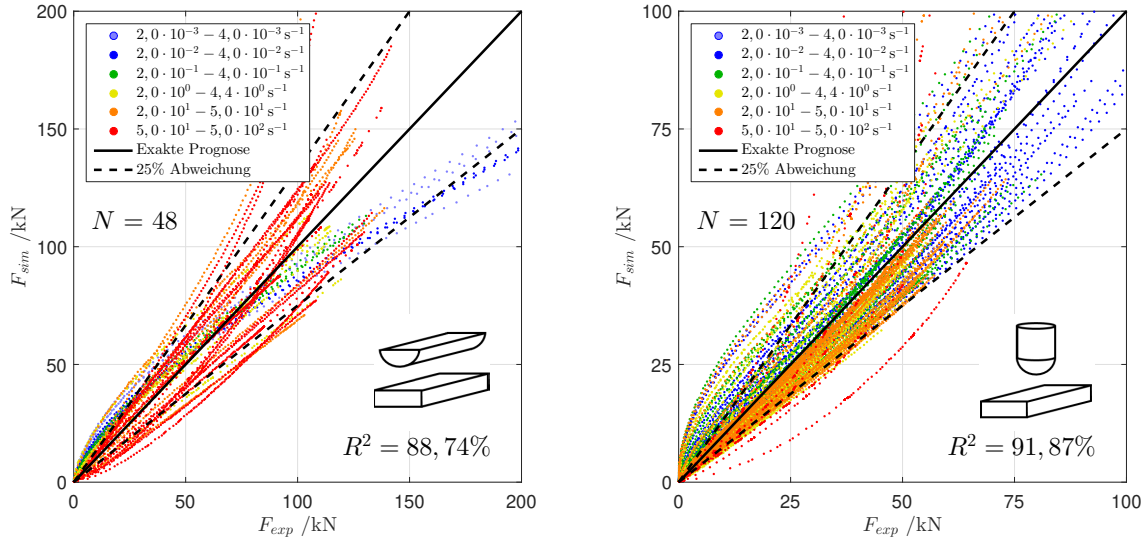 200
150
100
50
0
F_sim /kN
2,0·10⁻³ − 4,0·10⁻³ s⁻¹
2,0·10⁻² − 4,0·10⁻² s⁻¹
2,0·10⁻¹ − 4,0·10⁻¹ s⁻¹
2,0·10⁰ − 4,4·10⁰ s⁻¹
2,0·10¹ − 5,0·10¹ s⁻¹
5,0·10¹ − 5,0·10² s⁻¹
Exakte Prognose
25% Abweichung
N = 48
R² = 88,74%
0 50 100 150 200
F_exp /kN
100
75
50
25
0
F_sim /kN
2,0·10⁻³ − 4,0·10⁻³ s⁻¹
2,0·10⁻² − 4,0·10⁻² s⁻¹
2,0·10⁻¹ − 4,0·10⁻¹ s⁻¹
2,0·10⁰ − 4,4·10⁰ s⁻¹
2,0·10¹ − 5,0·10¹ s⁻¹
5,0·10¹ − 5,0·10² s⁻¹
Exakte Prognose
25% Abweichung
N = 120
R² = 91,87%
0 25 50 75 100
F_exp /kN